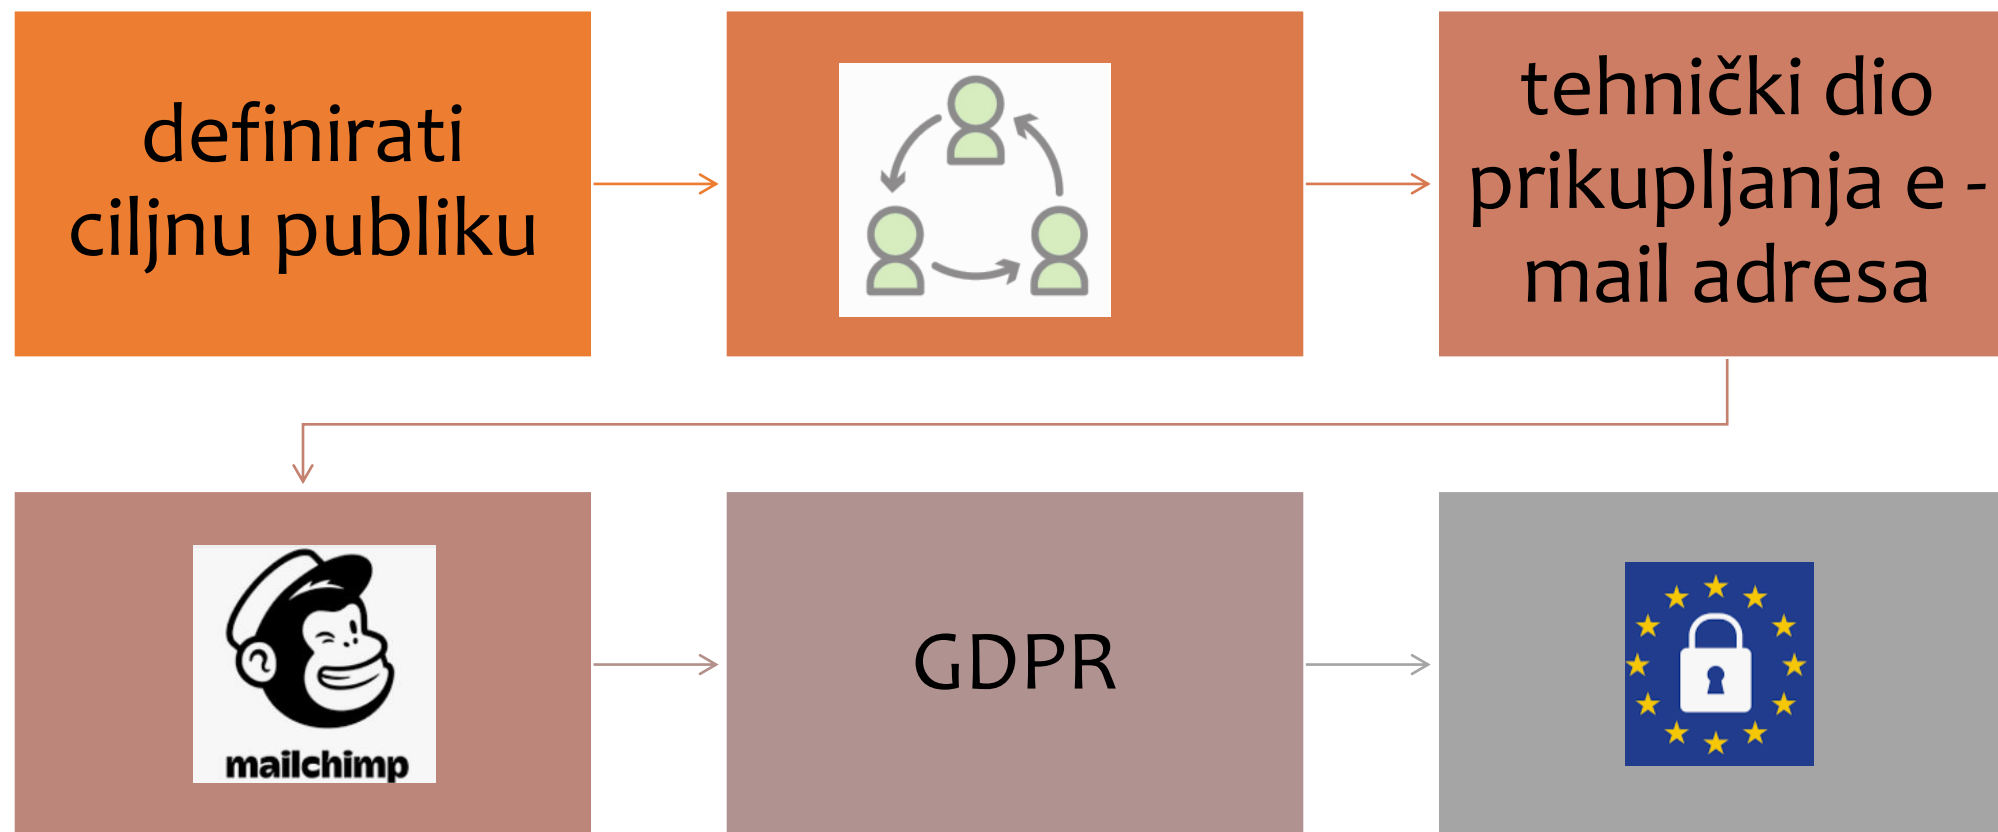 definirati
ciljnu publiku
tehnički dio
prikupljanja e -
mail adresa
mailchimp
GDPR